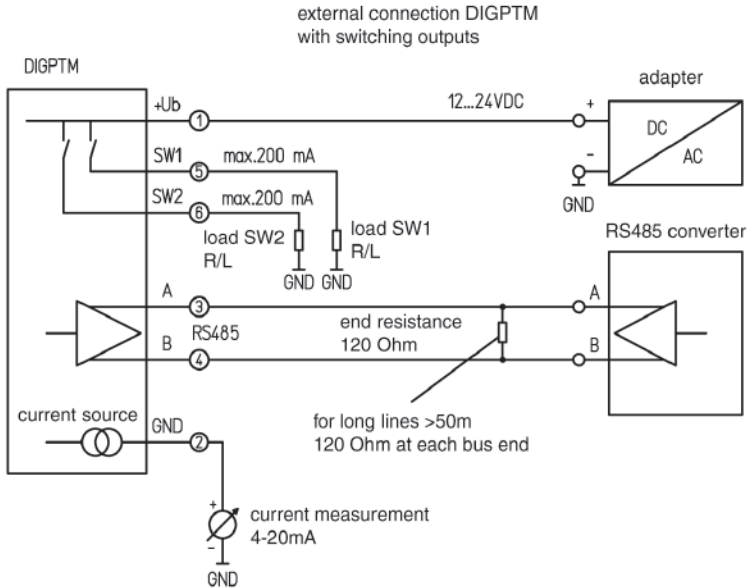 external connection DIGPTM
with switching outputs
DIGPTM
adapter
+Ub
1
12...24VDC
+
DC
AC
-
GND
SW1
5
max.200 mA
SW2
6
max.200 mA
load SW2
R/L
load SW1
R/L
GND
GND
RS485 converter
A
3
A
RS485
end resistance
120 Ohm
B
4
B
for long lines >50m
120 Ohm at each bus end
current source
GND
2
+
current measurement
4-20mA
-
GND